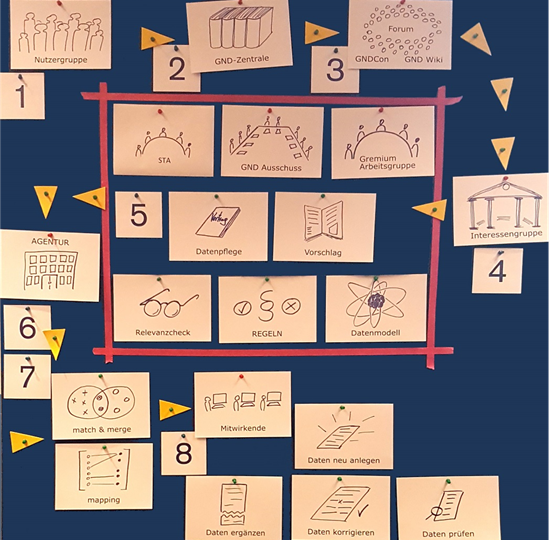 Nutzergruppe
1
2
GND-Zentrale
3
Forum
GNDCon GND Wiki
Interessengruppe
4
STA
GND Ausschuss
Gremium
Arbeitsgruppe
5
Vertrag
Datenpflege
Vorschlag
Relevanzcheck
REGELN
Datenmodell
AGENTUR
6
7
match & merge
mapping
8
Mitwirkende
Daten neu anlegen
Daten ergänzen
Daten korrigieren
Daten prüfen